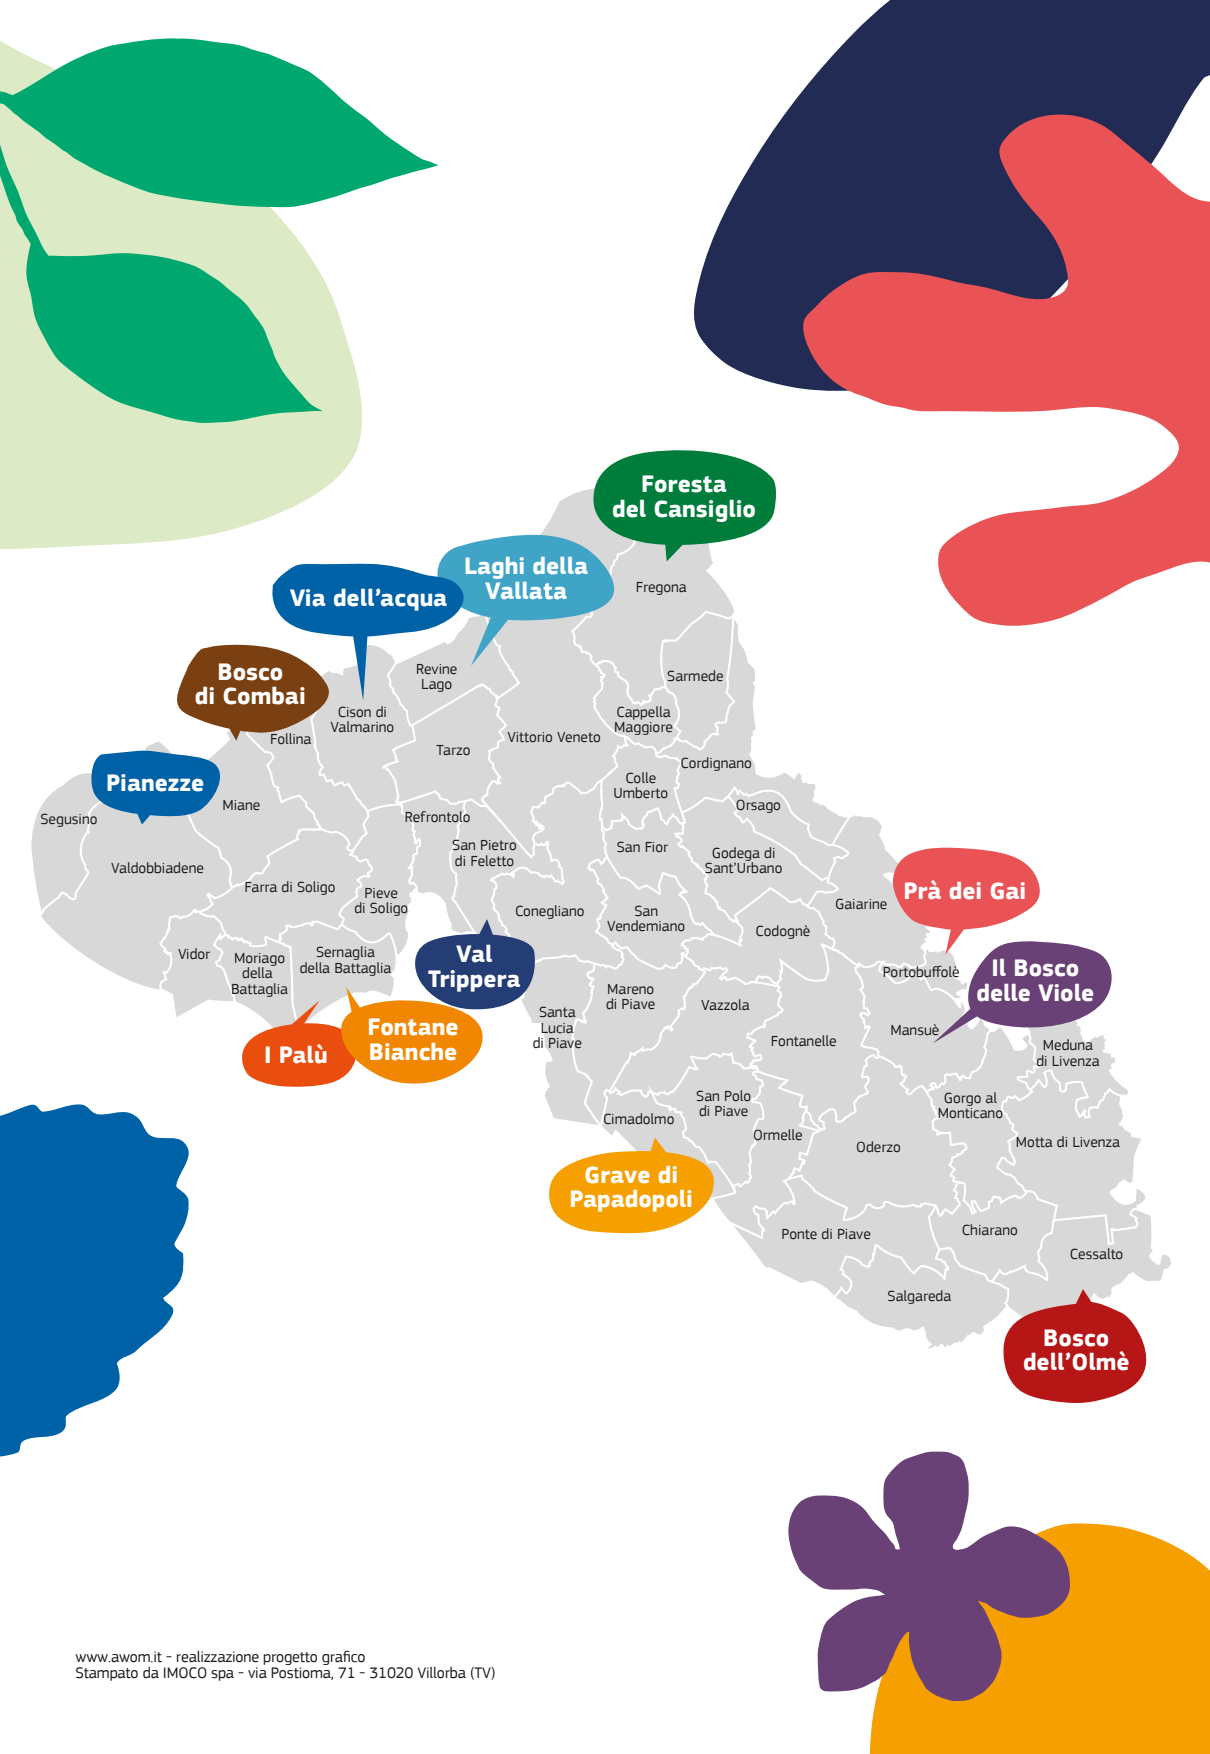 Foresta
del Cansiglio
Laghi della
Vallata
Via dell'acqua
Fregona
Bosco
di Combai
Revine
Lago
Sarmede
Cison di
Valmarino
Cappella
Maggiore
Follina
Vittorio Veneto
Tarzo
Cordignano
Pianezze
Colle
Umberto
Miane
Orsago
Segusino
Refrontolo
San Pietro
di Feletto
San Fior
Godega di
Sant'Urbano
Valdobbiadene
Farra di Soligo
Pieve
di Soligo
Prà dei Gai
Gaiarine
Conegliano
San
Vendemiano
Codognè
Vidor
Moriago
della
Battaglia
Sernaglia
della Battaglia
Val
Trippera
Portobuffolè
Il Bosco
delle Viole
Mareno
di Piave
Vazzola
Santa
Lucia
di Piave
Fontane
Bianche
I Palù
Fontanelle
Mansuè
Meduna
di Livenza
San Polo
di Piave
Gorgo al
Monticano
Cimadolmo
Ormelle
Oderzo
Motta di Livenza
Grave di
Papadopoli
Ponte di Piave
Chiarano
Cessalto
Salgareda
Bosco
dell'Olmè
www.awom.it - realizzazione progetto grafico
Stampato da IMOCO spa - via Postioma, 71 - 31020 Villorba (TV)